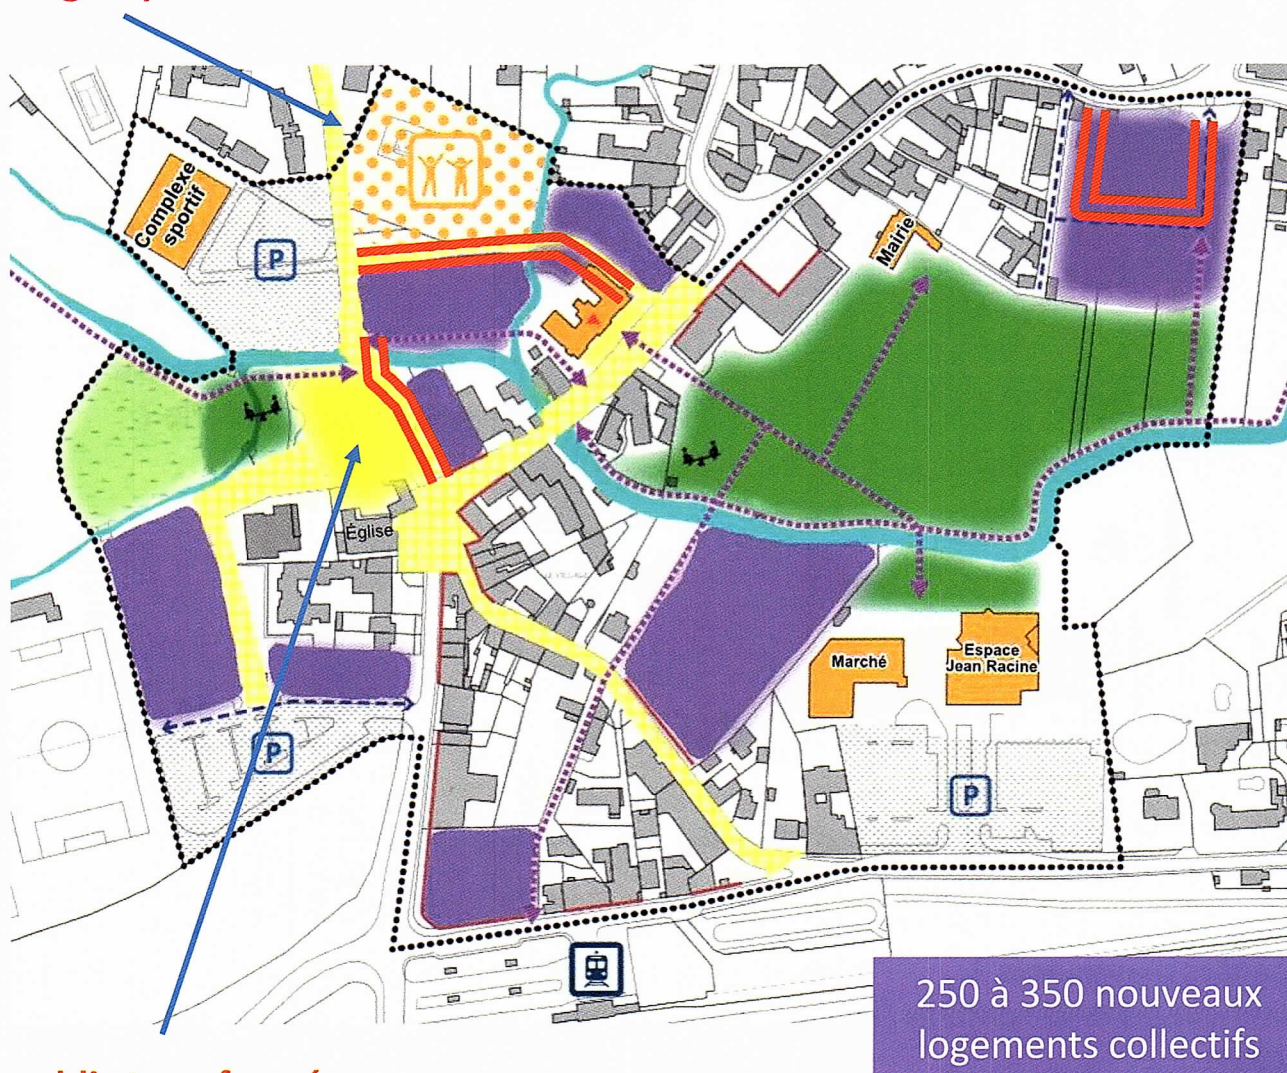 Complexe
sportif
P
Mairie
Église
P
Marché
Espace
Jean Racine
P
250 à 350 nouveaux
logements collectifs